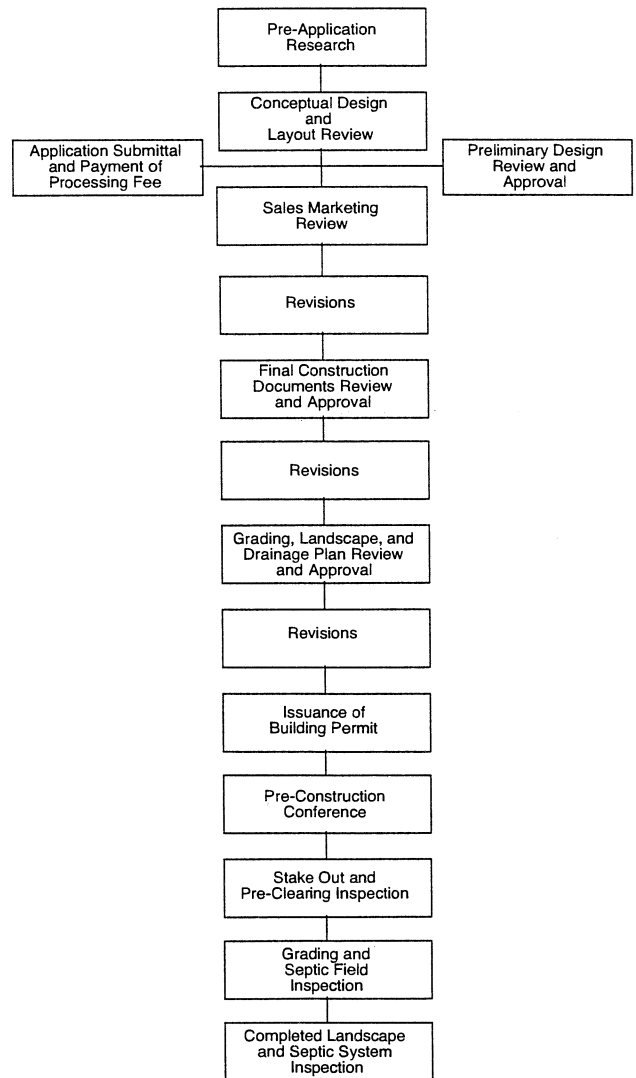 Pre-Application
Research
Conceptual Design
and
Layout Review
Application Submittal
and Payment of
Processing Fee
Preliminary Design
Review and
Approval
Sales Marketing
Review
Revisions
Final Construction
Documents Review
and Approval
Revisions
Grading, Landscape, and
Drainage Plan Review
and Approval
Revisions
Issuance of
Building Permit
Pre-Construction
Conference
Stake Out and
Pre-Clearing Inspection
Grading and
Septic Field
Inspection
Completed Landscape
and Septic System
Inspection